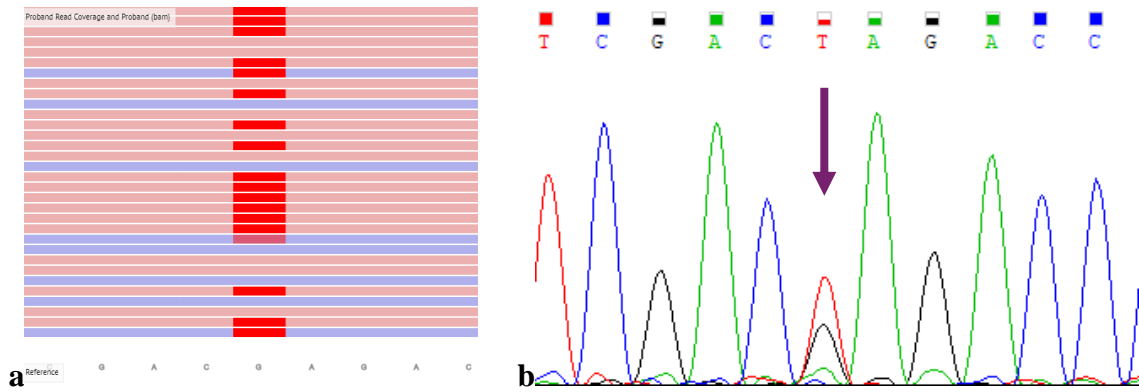 Proband Read Coverage and Proband (bam)
T C G A C T A G A C C
G A C G A G A C
Reference
a
b